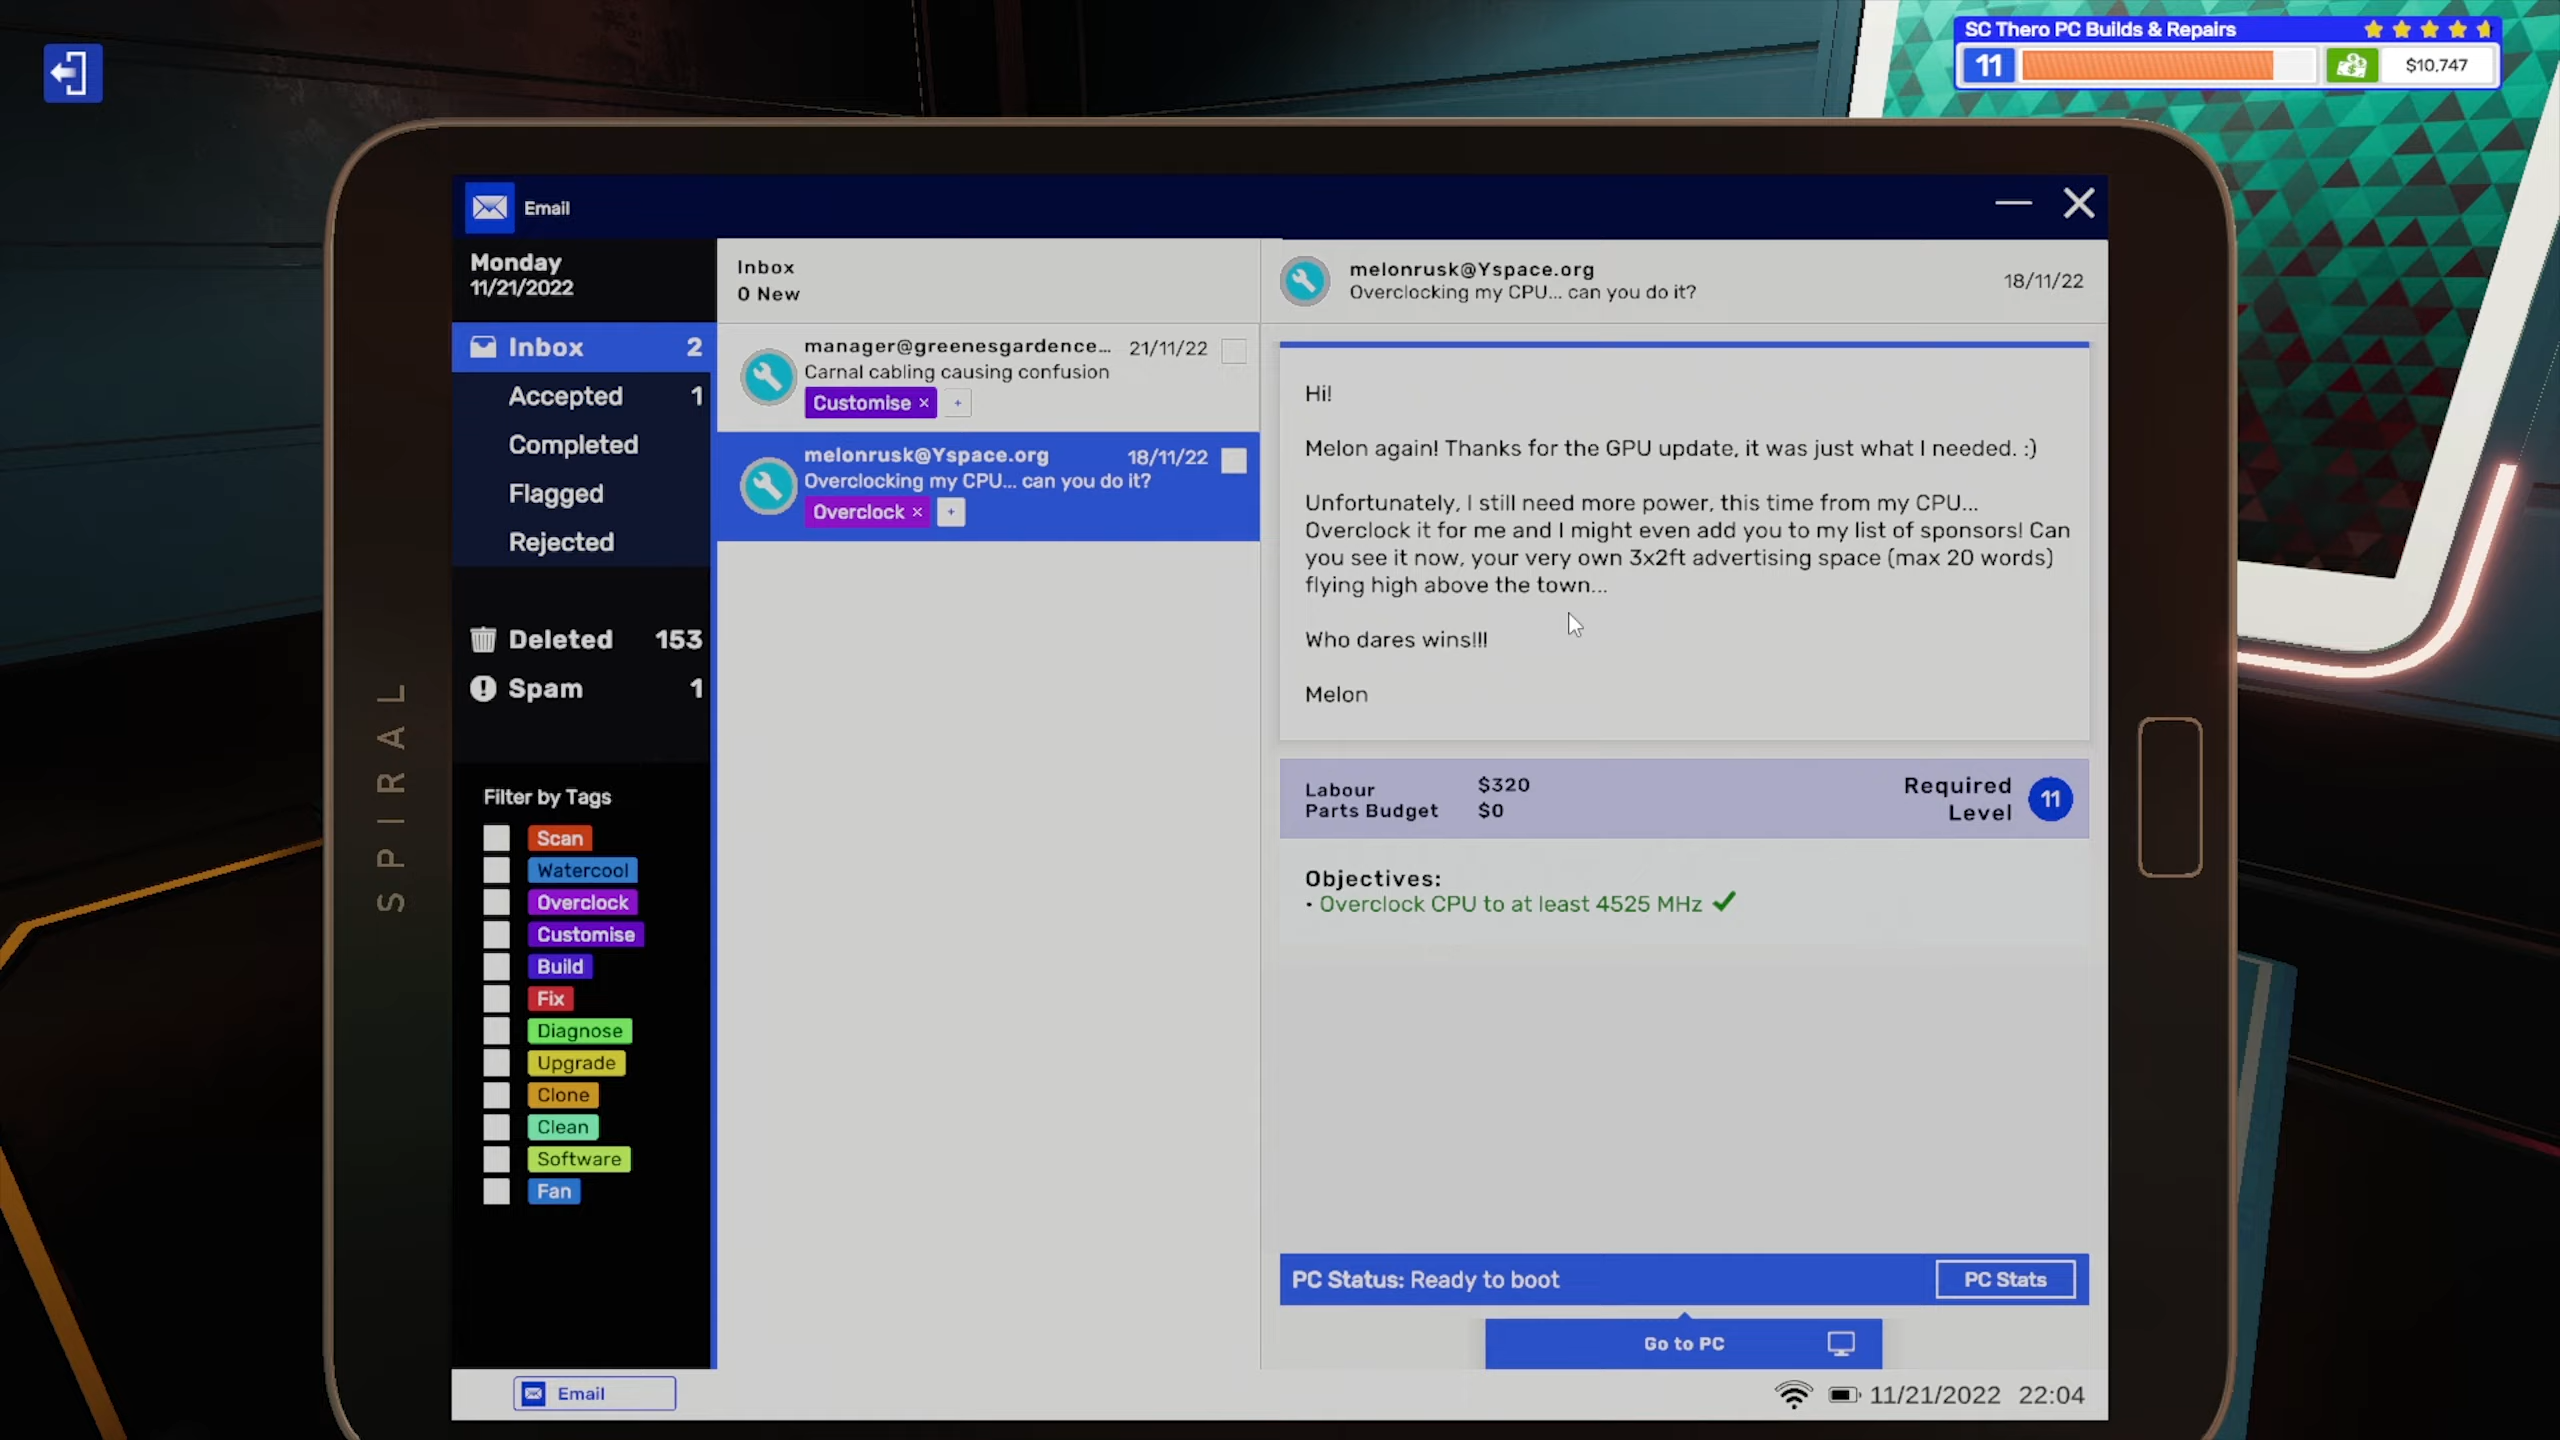 SC Thero PC Builds & Repairs
11
$10,747
Email
Monday
11/21/2022
Inbox 2
Accepted 1
Completed
Flagged
Rejected
Deleted 153
Spam 1
Filter by Tags
Scan
Watercool
Overclock
Customise
Build
Fix
Diagnose
Upgrade
Clone
Clean
Software
Fan
Inbox
0 New
manager@greenesgardence... 21/11/22
Carnal cabling causing confusion
Customise × +
melonrusk@Yspace.org 18/11/22
Overclocking my CPU... can you do it?
Overclock × +
melonrusk@Yspace.org
Overclocking my CPU... can you do it?
18/11/22
Hi!
Melon again! Thanks for the GPU update, it was just what I needed. :)
Unfortunately, I still need more power, this time from my CPU...
Overclock it for me and I might even add you to my list of sponsors! Can
you see it now, your very own 3x2ft advertising space (max 20 words)
flying high above the town...
Who dares wins!!!
Melon
Labour $320
Parts Budget $0
Required
Level
11
Objectives:
• Overclock CPU to at least 4525 MHz
PC Status: Ready to boot
PC Stats
Go to PC
Email
11/21/2022 22:04
SPIRAL